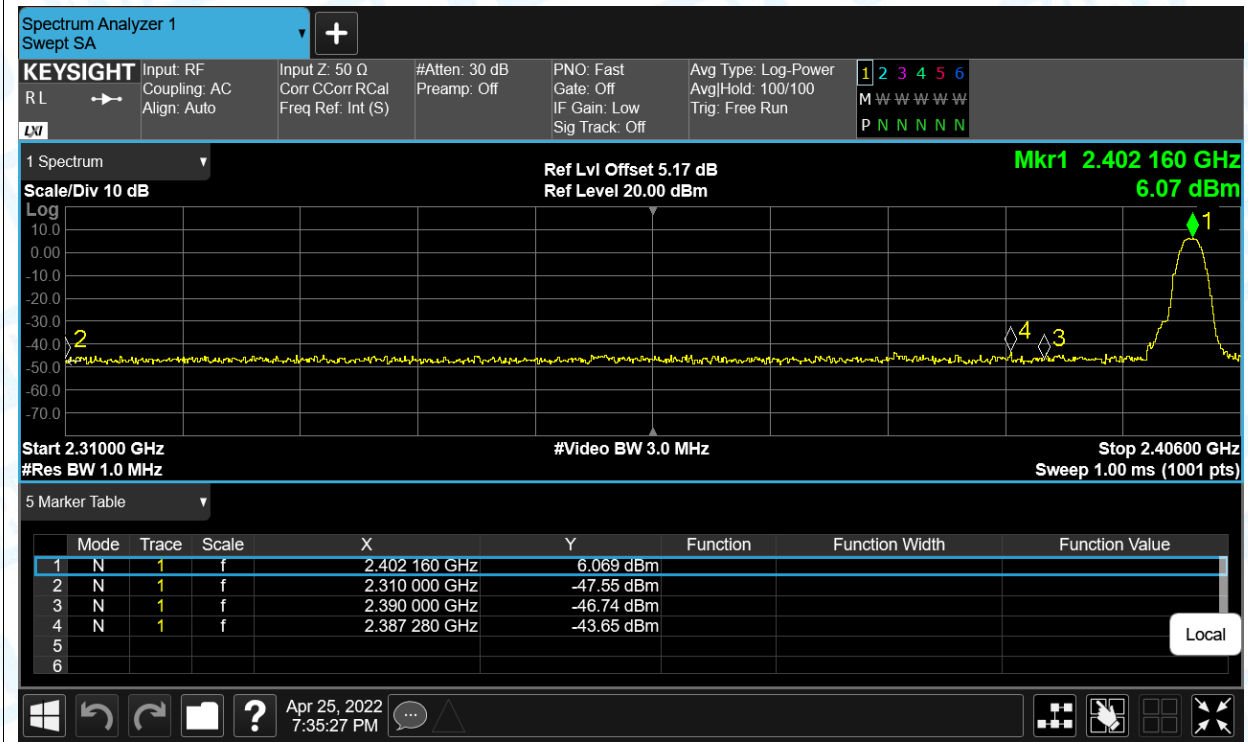 Spectrum Analyzer 1
Swept SA
KEYSIGHT
R L
LXI
Input: RF
Coupling: AC
Align: Auto
Input Z: 50 Ω
Corr CCorr RCal
Freq Ref: Int (S)
#Atten: 30 dB
Preamp: Off
PNO: Fast
Gate: Off
IF Gain: Low
Sig Track: Off
Avg Type: Log-Power
Avg|Hold: 100/100
Trig: Free Run
1 2 3 4 5 6
M W W W W W W
P N N N N N N
1 Spectrum
Scale/Div 10 dB
Ref Lvl Offset 5.17 dB
Ref Level 20.00 dBm
Mkr1 2.402 160 GHz
6.07 dBm
Log
10.0
0.00
-10.0
-20.0
-30.0
-40.0
-50.0
-60.0
-70.0
1
2
4
3
Start 2.31000 GHz
#Video BW 3.0 MHz
Stop 2.40600 GHz
#Res BW 1.0 MHz
Sweep 1.00 ms (1001 pts)
5 Marker Table
Mode Trace Scale X Y Function Function Width Function Value
1 N 1 f 2.402 160 GHz 6.069 dBm
2 N 1 f 2.310 000 GHz -47.55 dBm
3 N 1 f 2.390 000 GHz -46.74 dBm
4 N 1 f 2.387 280 GHz -43.65 dBm
5
6
Local
?
Apr 25, 2022
7:35:27 PM